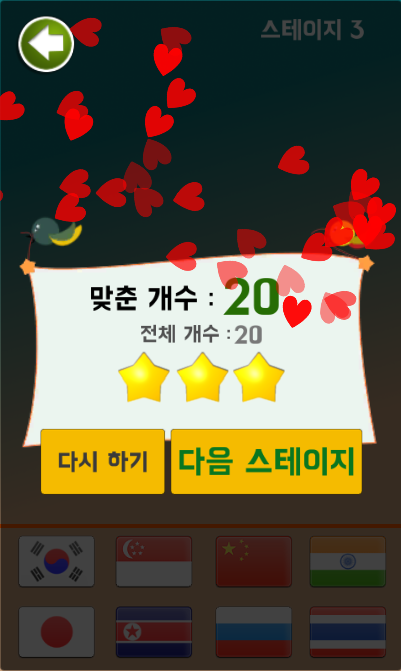 스테이지 3
맞춘 개수 : 20
전체 개수 : 20
다시 하기
다음 스테이지